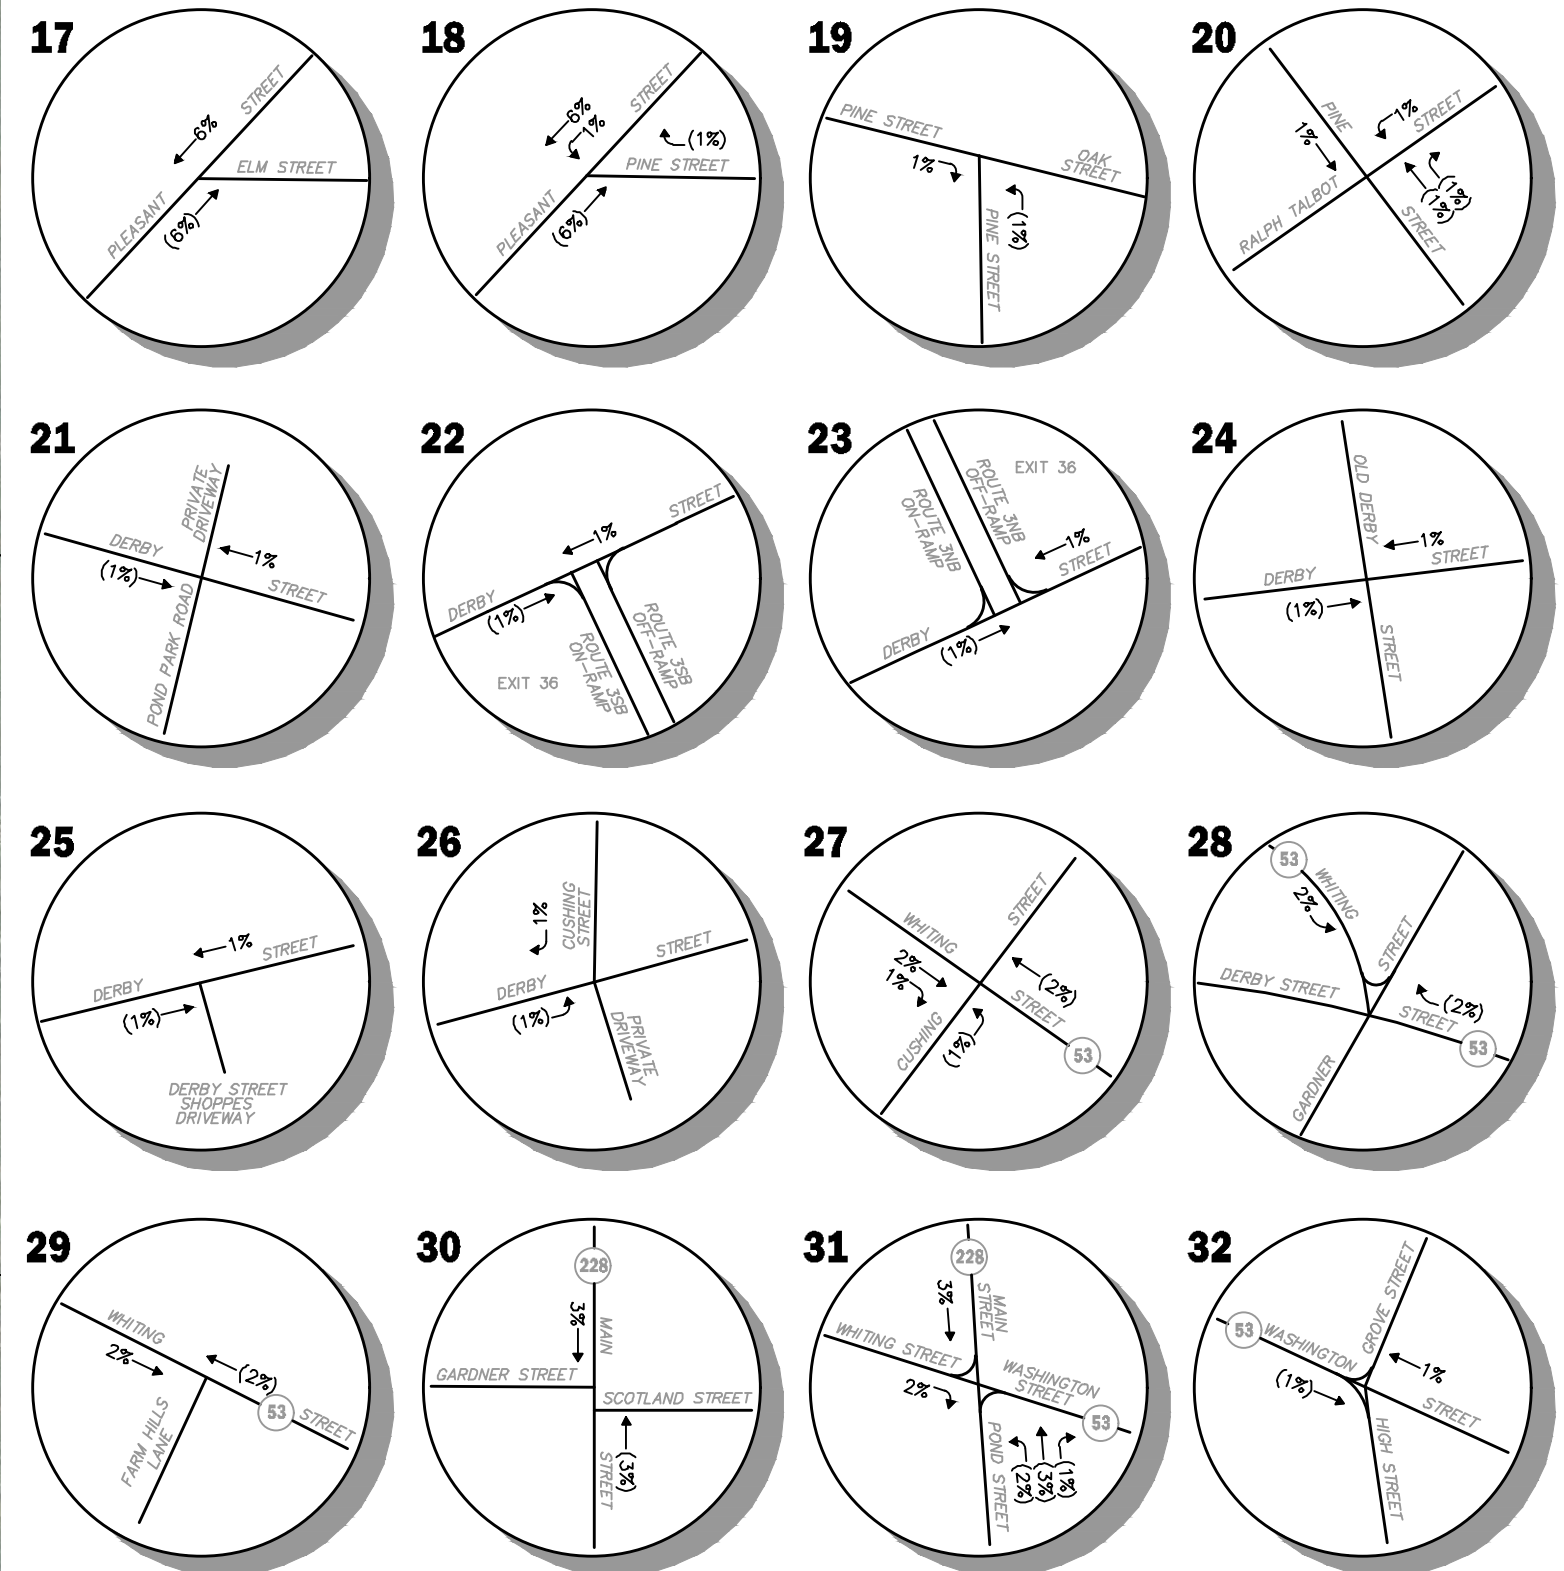 17
STREET
6%
ELM STREET
PLEASANT
(6%)
18
STREET
6%
1%
(1%)
PINE STREET
PLEASANT
(6%)
19
PINE STREET
OAK
STREET
1%
PINE STREET
(1%)
20
PINE
1%
STREET
1%
(1%)
(1%)
RALPH TALBOT
STREET
21
PRIVATE
DRIVEWAY
DERBY
1%
(1%)
STREET
POND PARK ROAD
22
STREET
1%
DERBY
(1%)
ROUTE 3SB
OFF-RAMP
ROUTE 3SB
ON-RAMP
EXIT 36
23
EXIT 36
ROUTE 3NB
OFF-RAMP
ROUTE 3NB
ON-RAMP
1%
STREET
DERBY
(1%)
24
OLD DERBY
1%
STREET
DERBY
(1%)
STREET
25
1%
STREET
DERBY
(1%)
DERBY STREET
SHOPPES
DRIVEWAY
26
CUSHING
STREET
1%
STREET
DERBY
(1%)
PRIVATE
DRIVEWAY
27
STREET
WHITING
2%
1%
(2%)
STREET
CUSHING
(1%)
53
28
53
WHITING
2%
STREET
DERBY STREET
(2%)
STREET
53
GARDNER
29
WHITING
2%
(2%)
53
STREET
FARM HILLS
LANE
30
228
3%
MAIN
GARDNER STREET
SCOTLAND STREET
STREET
(3%)
31
228
3%
MAIN
STREET
WHITING STREET
WASHINGTON
STREET
2%
53
POND STREET
(2%)
(3%)
(1%)
32
53
WASHINGTON
GROVE STREET
1%
(1%)
STREET
HIGH STREET